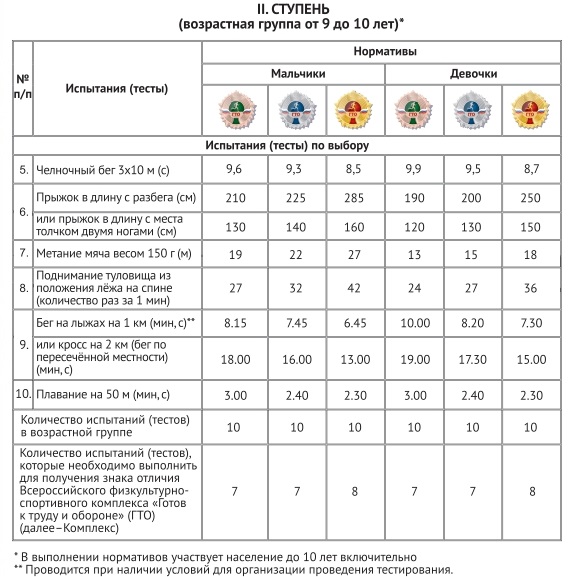 II. СТУПЕНЬ
(возрастная группа от 9 до 10 лет)*
№ п/п
Испытания (тесты)
Нормативы
Мальчики
Девочки
ГТО ГТО ГТО ГТО ГТО ГТО
Испытания (тесты) по выбору
5. Челночный бег 3х10 м (с) 9,6 9,3 8,5 9,9 9,5 8,7
6. Прыжок в длину с разбега (см) 210 225 285 190 200 250
или прыжок в длину с места
толчком двумя ногами (см) 130 140 160 120 130 150
7. Метание мяча весом 150 г (м) 19 22 27 13 15 18
8. Поднимание туловища из
положения лёжа на спине
(количество раз за 1 мин) 27 32 42 24 27 36
9. Бег на лыжах на 1 км (мин, с)** 8.15 7.45 6.45 10.00 8.20 7.30
или кросс на 2 км (бег по
пересечённой местности)
(мин, с) 18.00 16.00 13.00 19.00 17.30 15.00
10. Плавание на 50 м (мин, с) 3.00 2.40 2.30 3.00 2.40 2.30
Количество испытаний (тестов)
в возрастной группе 10 10 10 10 10 10
Количество испытаний (тестов),
которые необходимо выполнить
для получения знака отличия
Всероссийского физкультурно-
спортивного комплекса «Готов
к труду и обороне» (ГТО)
(далее–Комплекс) 7 7 8 7 7 8
* В выполнении нормативов участвует население до 10 лет включительно
** Проводится при наличии условий для организации проведения тестирования.